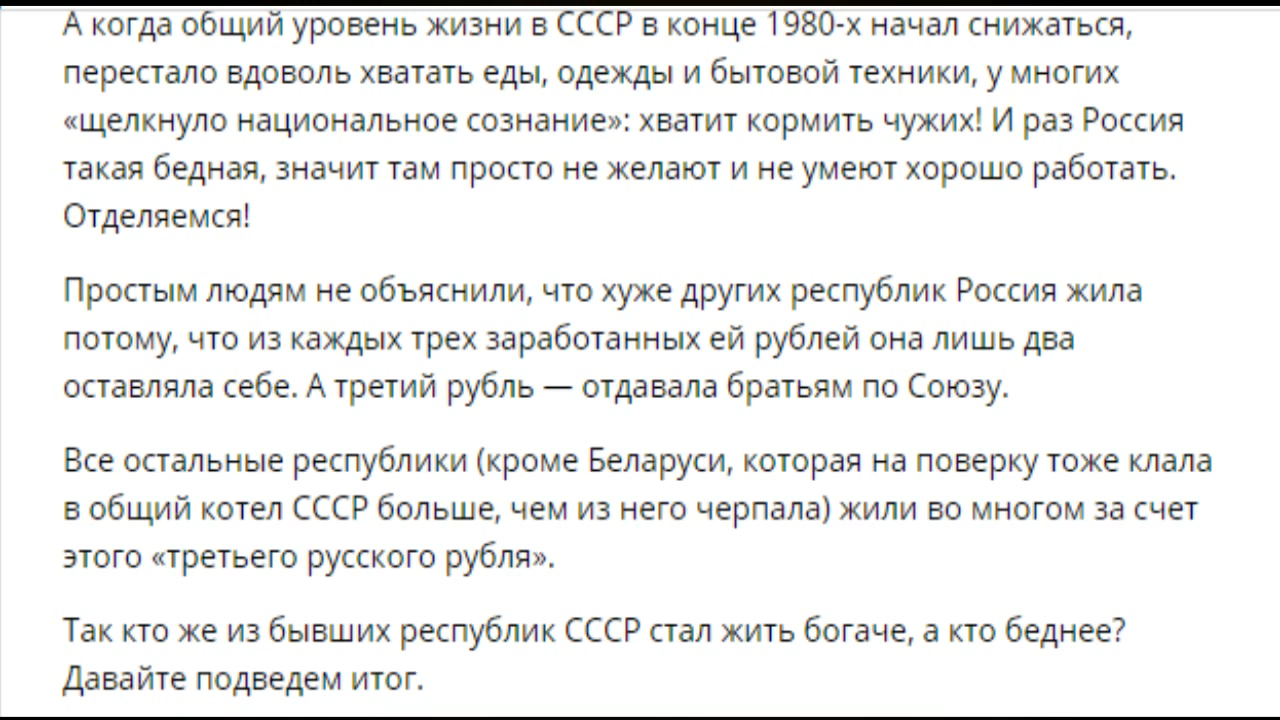 А когда общий уровень жизни в СССР в конце 1980-х начал снижаться,
перестало вдоволь хватать еды, одежды и бытовой техники, у многих
«щелкнуло национальное сознание»: хватит кормить чужих! И раз Россия
такая бедная, значит там просто не желают и не умеют хорошо работать.
Отделяемся!
Простым людям не объяснили, что хуже других республик Россия жила
потому, что из каждых трех заработанных ей рублей она лишь два
оставляла себе. А третий рубль — отдавала братьям по Союзу.
Все остальные республики (кроме Беларуси, которая на поверку тоже клала
в общий котел СССР больше, чем из него черпала) жили во многом за счет
этого «третьего русского рубля».
Так кто же из бывших республик СССР стал жить богаче, а кто беднее?
Давайте подведем итог.